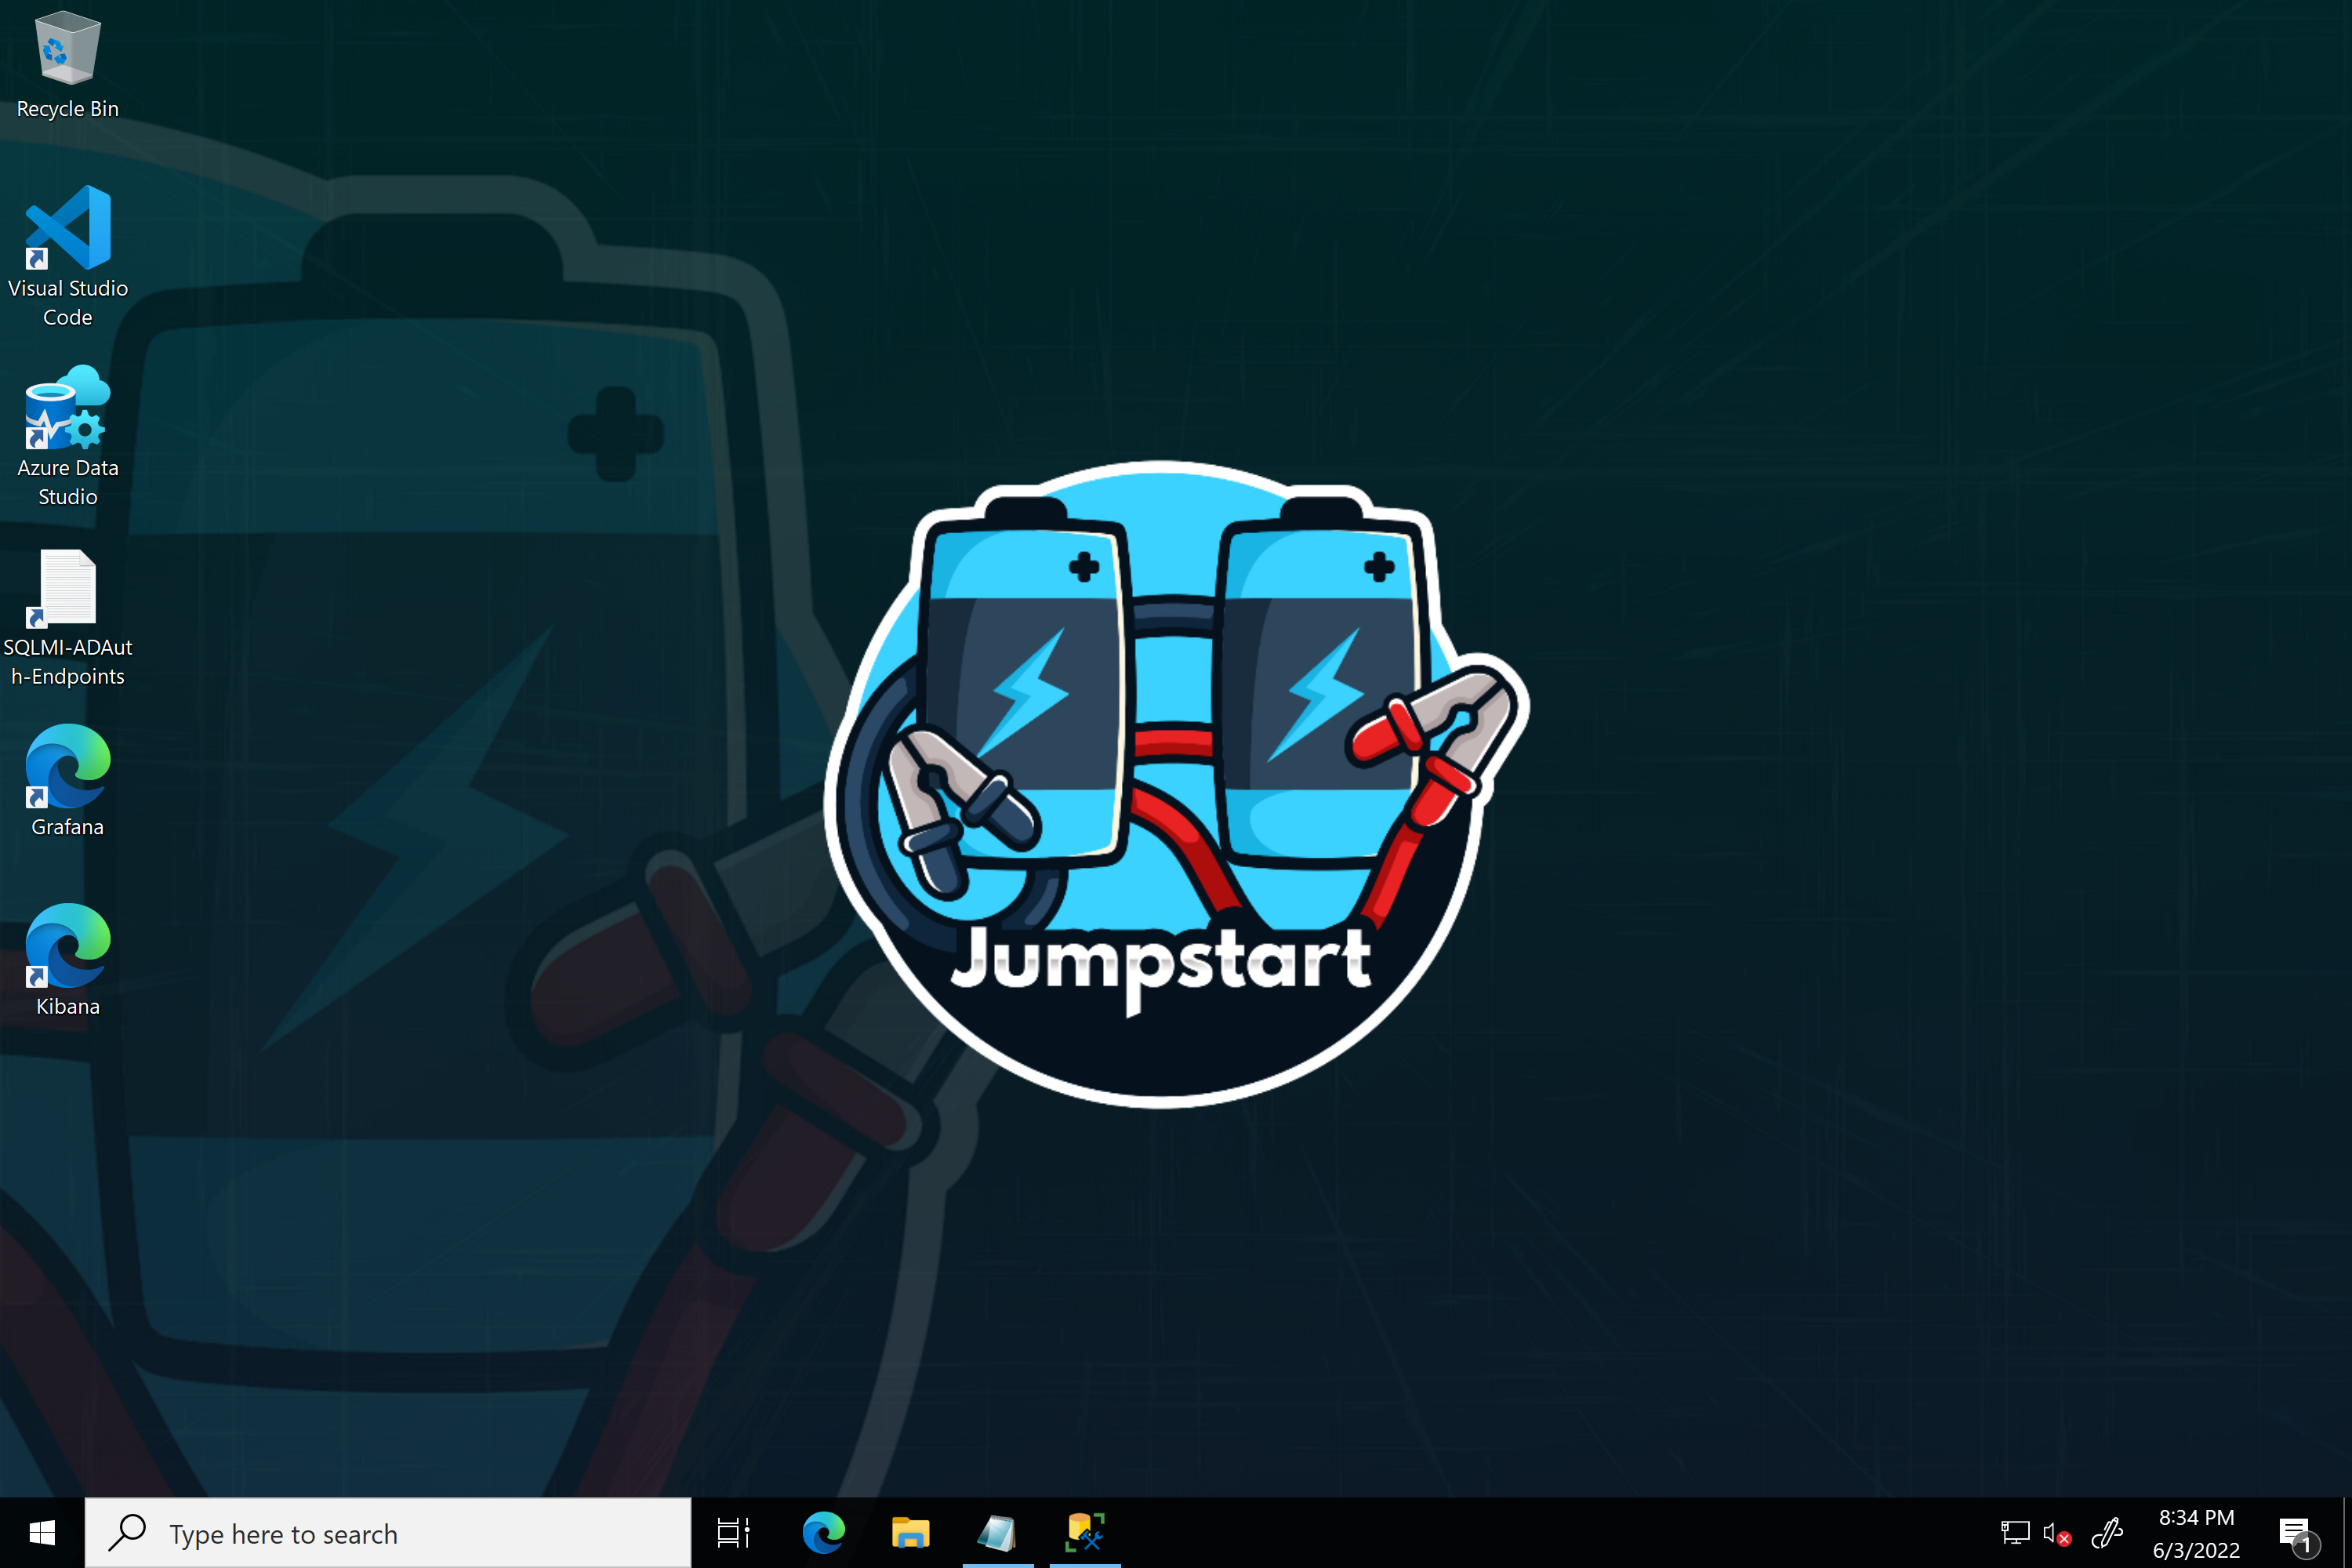 Recycle Bin
Visual Studio
Code
Azure Data
Studio
SQLMI-ADAut
h-Endpoints
Grafana
Kibana
Jumpstart
Type here to search
8:34 PM
6/3/2022
1